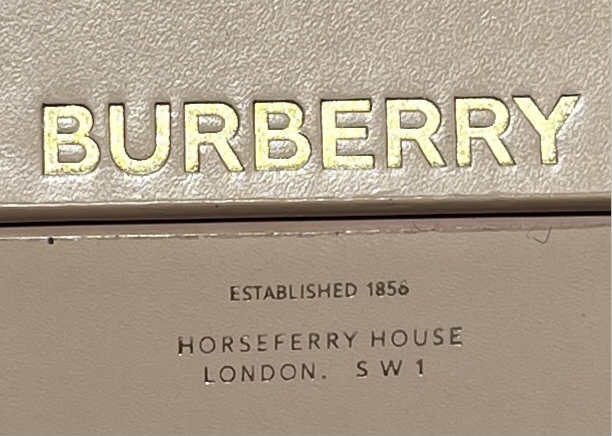 BURBERRY
ESTABLISHED 1856
HORSEFERRY HOUSE
LONDON. SW1